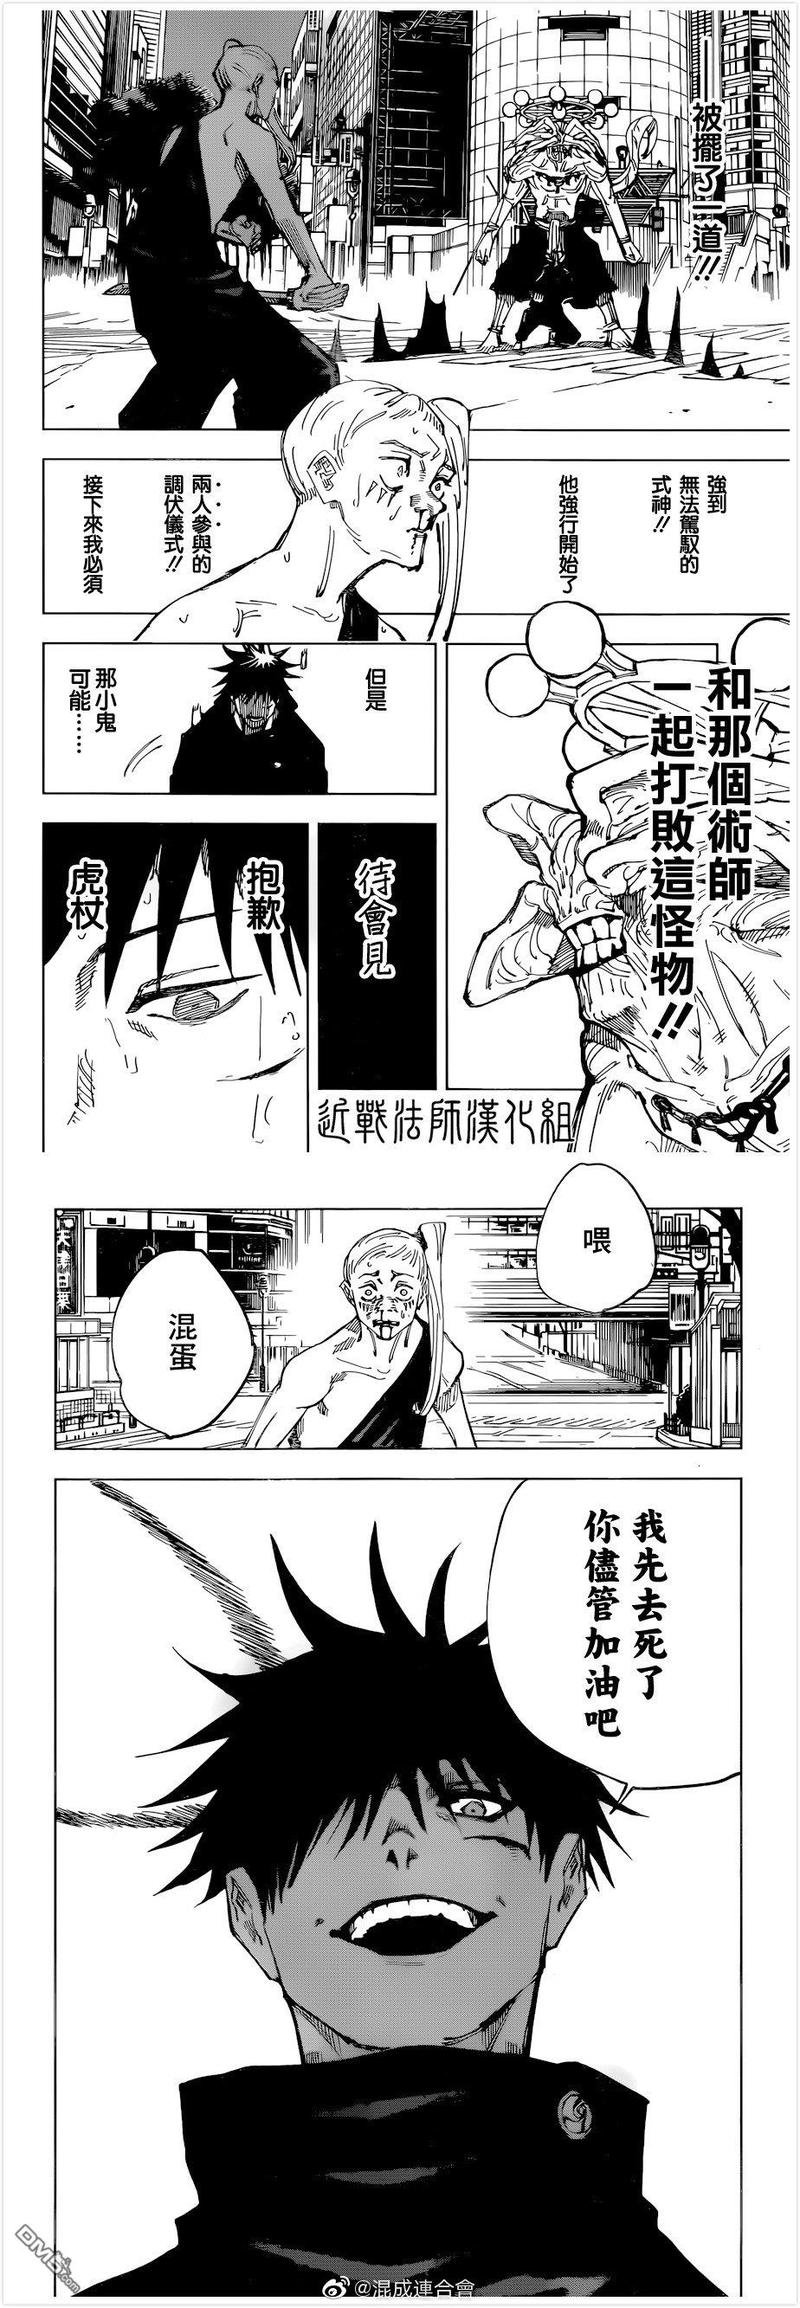 ——被擺了一道!!
強到
無法駕馭的
式神!!
他強行開始了
兩人參與的
調伏儀式!!
接下來我必須
和那個術師
一起打敗這怪物!!
但是
那小鬼
可能……
待會見
抱歉
虎杖
近戰法師漢化組
喂
混蛋
我先去死了
你儘管加油吧
@混成連合會